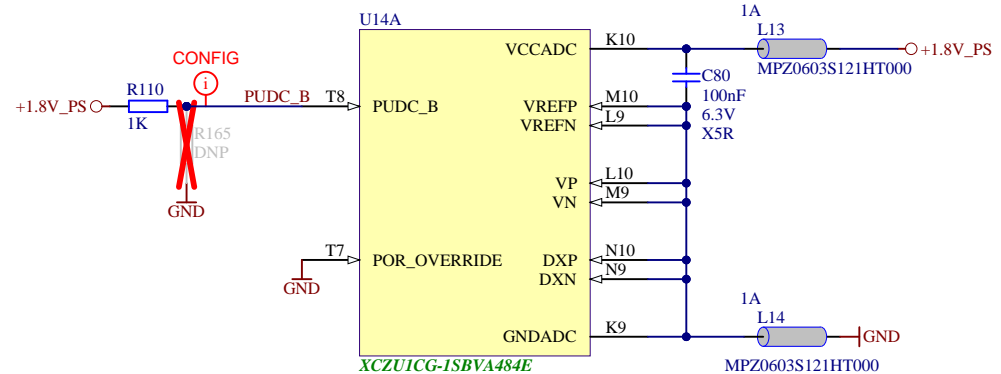 U14A
1A
L13
+1.8V_PS
MPZ0603S121HT000
VCCADC
K10
C80
100nF
6.3V
X5R
CONFIG
i
+1.8V_PS
R110
1K
PUDC_B
T8
PUDC_B
R165
DNP
GND
VREFP
M10
VREFN
L9
VP
L10
VN
M9
T7
POR_OVERRIDE
GND
DXP
N10
DXN
N9
GNDADC
K9
1A
L14
GND
MPZ0603S121HT000
XCZU1CG-1SBVA484E